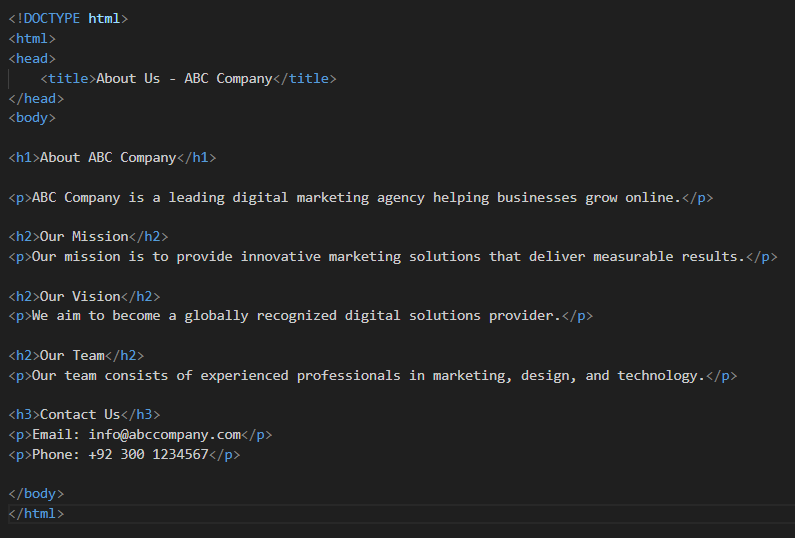 <!DOCTYPE html>
<html>
<head>
    <title>About Us - ABC Company</title>
</head>
<body>

<h1>About ABC Company</h1>

<p>ABC Company is a leading digital marketing agency helping businesses grow online.</p>

<h2>Our Mission</h2>
<p>Our mission is to provide innovative marketing solutions that deliver measurable results.</p>

<h2>Our Vision</h2>
<p>We aim to become a globally recognized digital solutions provider.</p>

<h2>Our Team</h2>
<p>Our team consists of experienced professionals in marketing, design, and technology.</p>

<h3>Contact Us</h3>
<p>Email: info@abccompany.com</p>
<p>Phone: +92 300 1234567</p>

</body>
</html>